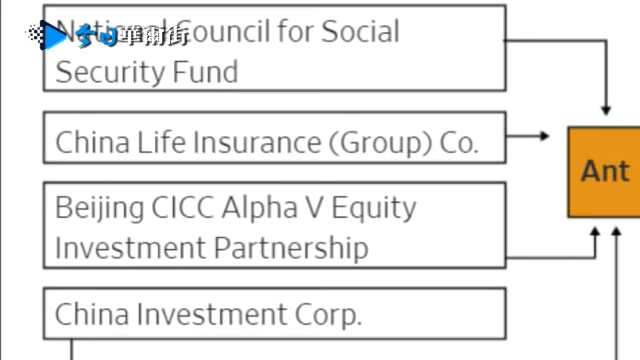 National Council for Social
Security Fund
China Life Insurance (Group) Co.
Ant
Beijing CICC Alpha V Equity
Investment Partnership
China Investment Corp.